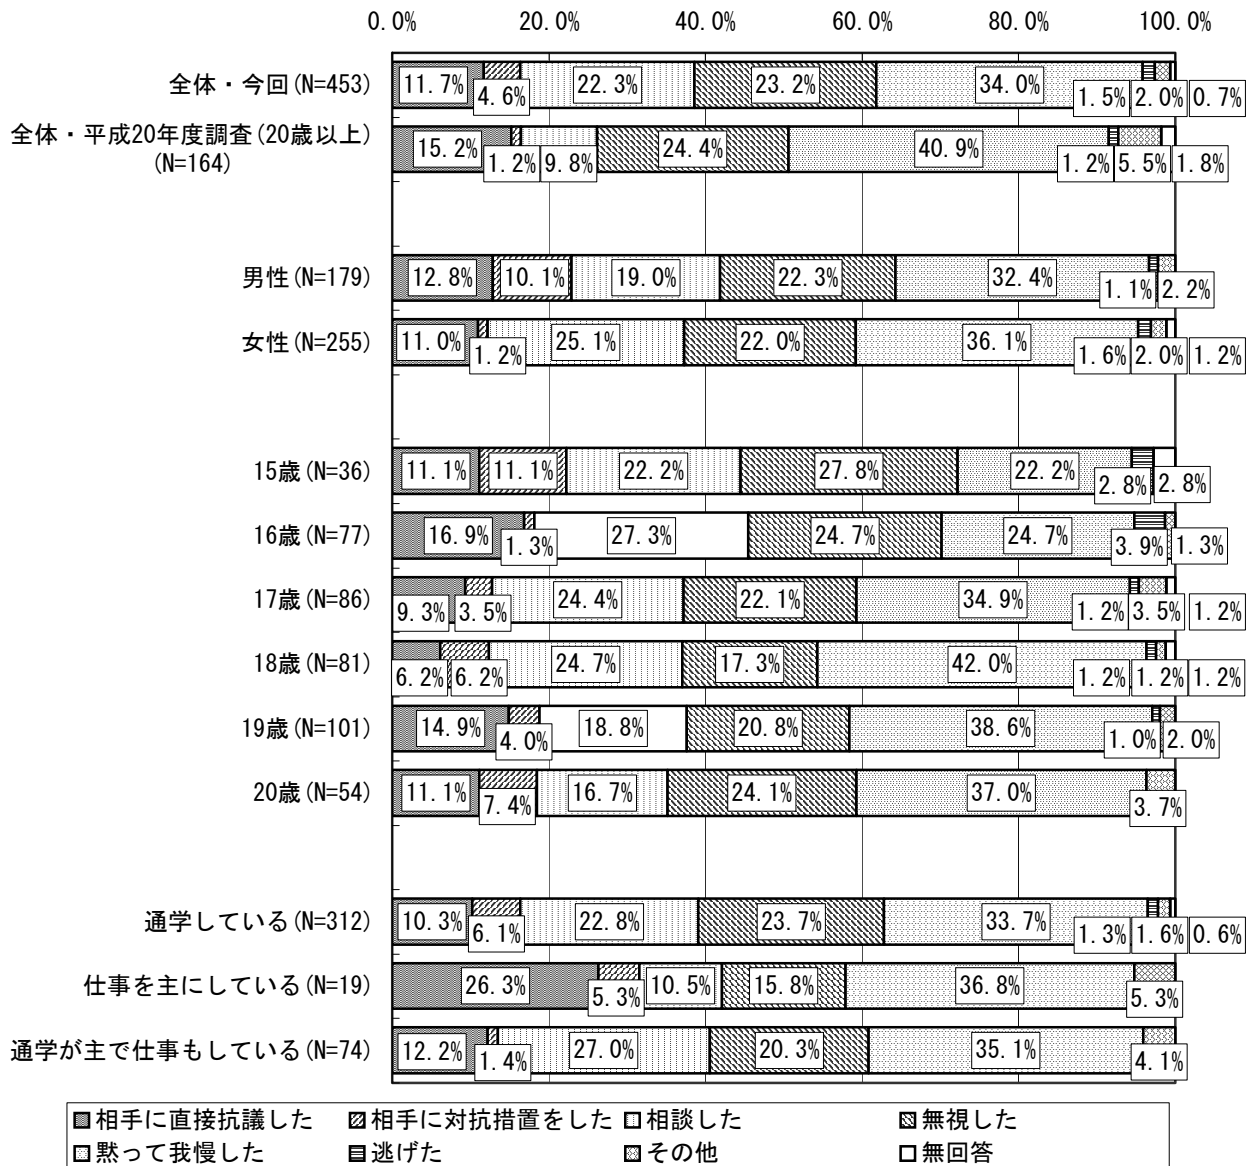 0.0% 20.0% 40.0% 60.0% 80.0% 100.0%
全体・今回(N=453) 11.7% 4.6% 22.3% 23.2% 34.0% 1.5% 2.0% 0.7%
全体・平成20年度調査(20歳以上)
(N=164) 15.2% 1.2% 9.8% 24.4% 40.9% 1.2% 5.5% 1.8%
男性(N=179) 12.8% 10.1% 19.0% 22.3% 32.4% 1.1% 2.2%
女性(N=255) 11.0% 1.2% 25.1% 22.0% 36.1% 1.6% 2.0% 1.2%
15歳(N=36) 11.1% 11.1% 22.2% 27.8% 22.2% 2.8% 2.8%
16歳(N=77) 16.9% 1.3% 27.3% 24.7% 24.7% 3.9% 1.3%
17歳(N=86) 9.3% 3.5% 24.4% 22.1% 34.9% 1.2% 3.5% 1.2%
18歳(N=81) 6.2% 6.2% 24.7% 17.3% 42.0% 1.2% 1.2% 1.2%
19歳(N=101) 14.9% 4.0% 18.8% 20.8% 38.6% 1.0% 2.0%
20歳(N=54) 11.1% 7.4% 16.7% 24.1% 37.0% 3.7%
通学している(N=312) 10.3% 6.1% 22.8% 23.7% 33.7% 1.3% 1.6% 0.6%
仕事を主にしている(N=19) 26.3% 5.3% 10.5% 15.8% 36.8% 5.3%
通学が主で仕事もしている(N=74) 12.2% 1.4% 27.0% 20.3% 35.1% 4.1%
相手に直接抗議した 相手に対抗措置をした 相談した 無視した
黙って我慢した 逃げた その他 無回答